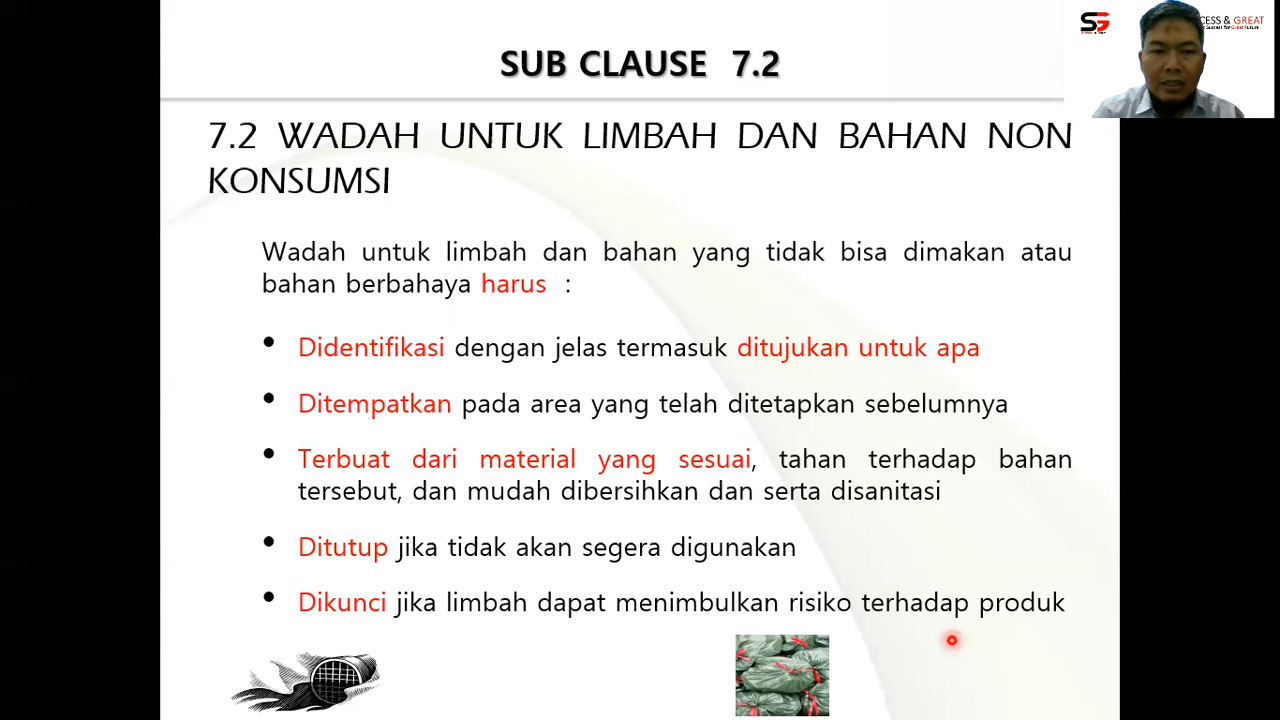 SG
CESS & GREAT
SUB CLAUSE 7.2
7.2 WADAH UNTUK LIMBAH DAN BAHAN NON
KONSUMSI
Wadah untuk limbah dan bahan yang tidak bisa dimakan atau
bahan berbahaya harus :
• Didentifikasi dengan jelas termasuk ditujukan untuk apa
• Ditempatkan pada area yang telah ditetapkan sebelumnya
• Terbuat dari material yang sesuai, tahan terhadap bahan
tersebut, dan mudah dibersihkan dan serta disanitasi
• Ditutup jika tidak akan segera digunakan
• Dikunci jika limbah dapat menimbulkan risiko terhadap produk